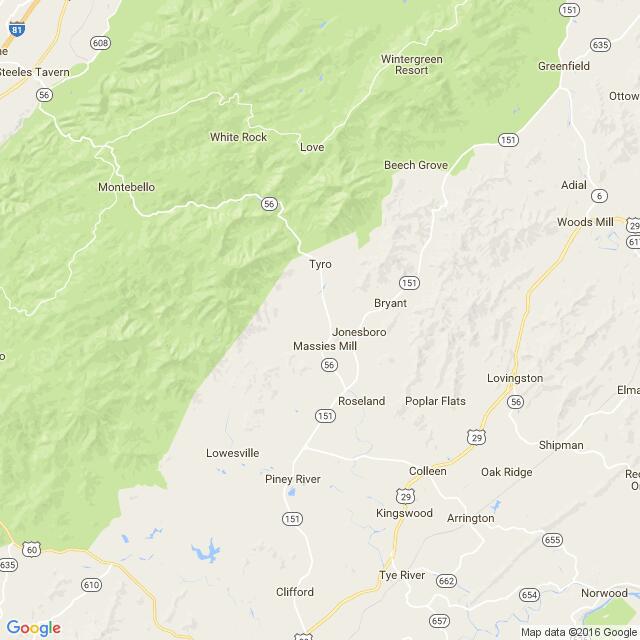 151
81
608
635
Wintergreen
Resort
Greenfield
Steeles Tavern
56
Ottow
White Rock
151
Love
Beech Grove
Montebello
Adial
6
56
Woods Mill
29
617
Tyro
151
Bryant
Jonesboro
Massies Mill
56
Lovingston
Elma
Roseland
Poplar Flats
56
151
29
Shipman
Lowesville
Colleen
Oak Ridge
Piney River
29
Kingswood
Arrington
151
655
60
635
610
Tye River
662
Clifford
654
Norwood
657
Google
Map data ©2016 Google